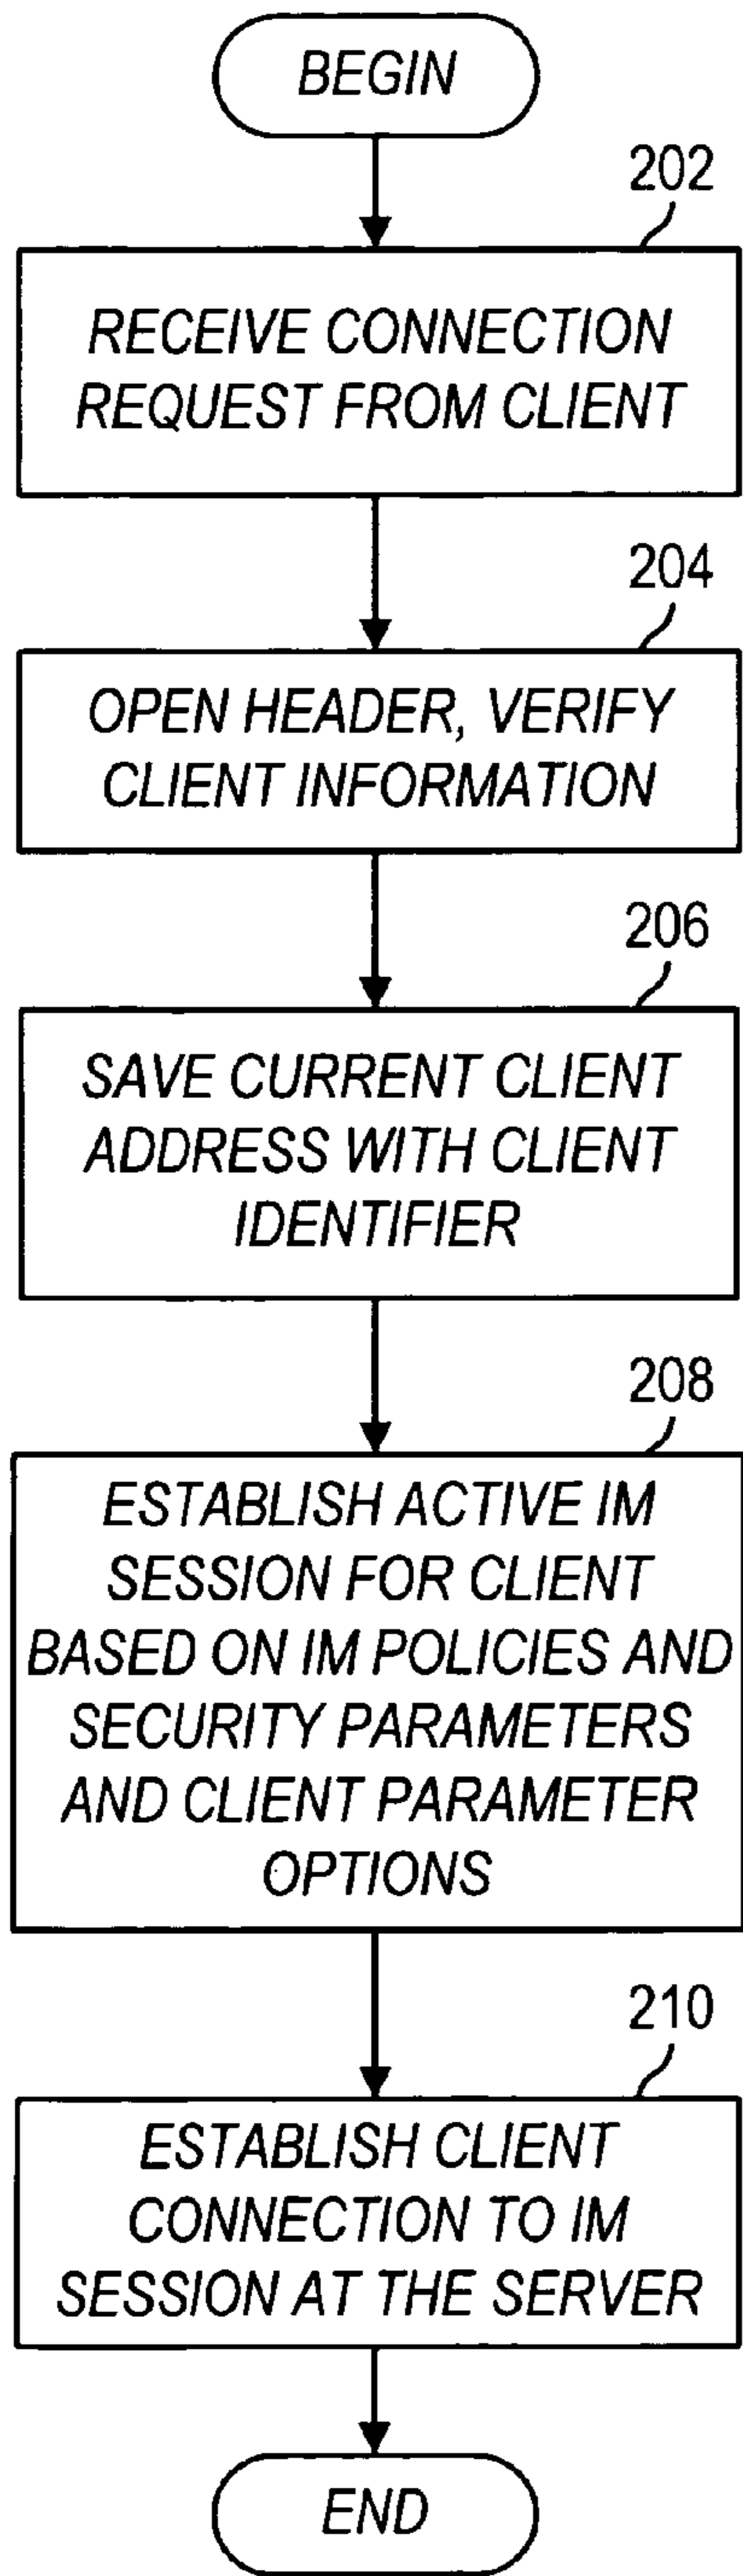 BEGIN
202
RECEIVE CONNECTION
REQUEST FROM CLIENT
204
OPEN HEADER, VERIFY
CLIENT INFORMATION
206
SAVE CURRENT CLIENT
ADDRESS WITH CLIENT
IDENTIFIER
208
ESTABLISH ACTIVE IM
SESSION FOR CLIENT
BASED ON IM POLICIES AND
SECURITY PARAMETERS
AND CLIENT PARAMETER
OPTIONS
210
ESTABLISH CLIENT
CONNECTION TO IM
SESSION AT THE SERVER
END